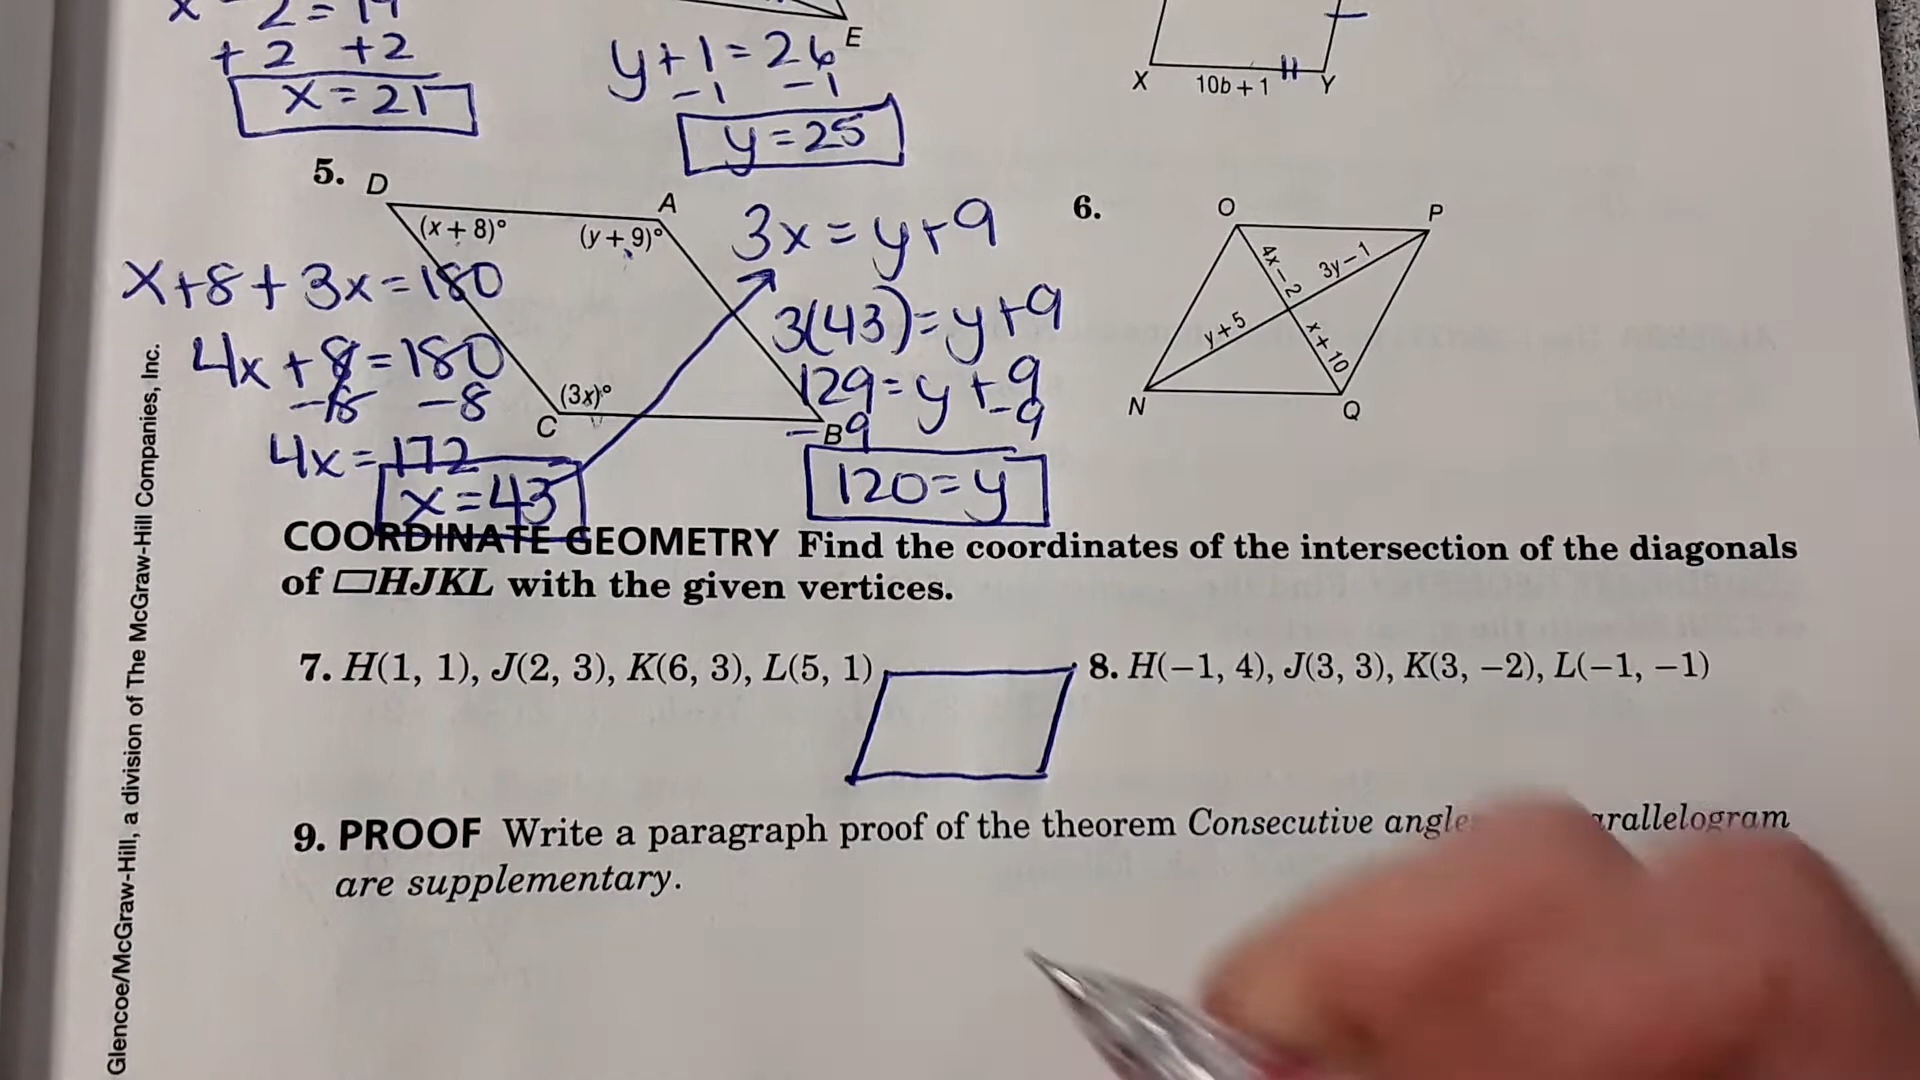 x - 2 = 19
+ 2 +2
x = 21
E
y + 1 = 26
- 1 - 1
y = 25
X 10b + 1 Y
5. D A
(x + 8)° (y + 9)°
(3x)°
C B
x + 8 + 3x = 180
4x + 8 = 180
- 8 - 8
4x = 172
x = 43
3x = y + 9
3(43) = y + 9
129 = y + 9
- 9 - 9
120 = y
6.
O P
4x − 2 3y − 1
y + 5 x + 10
N Q
COORDINATE GEOMETRY Find the coordinates of the intersection of the diagonals
of ▱HJKL with the given vertices.
7. H(1, 1), J(2, 3), K(6, 3), L(5, 1)
8. H(−1, 4), J(3, 3), K(3, −2), L(−1, −1)
9. PROOF Write a paragraph proof of the theorem Consecutive angle rallelogram
are supplementary.
Glencoe/McGraw-Hill, a division of The McGraw-Hill Companies, Inc.